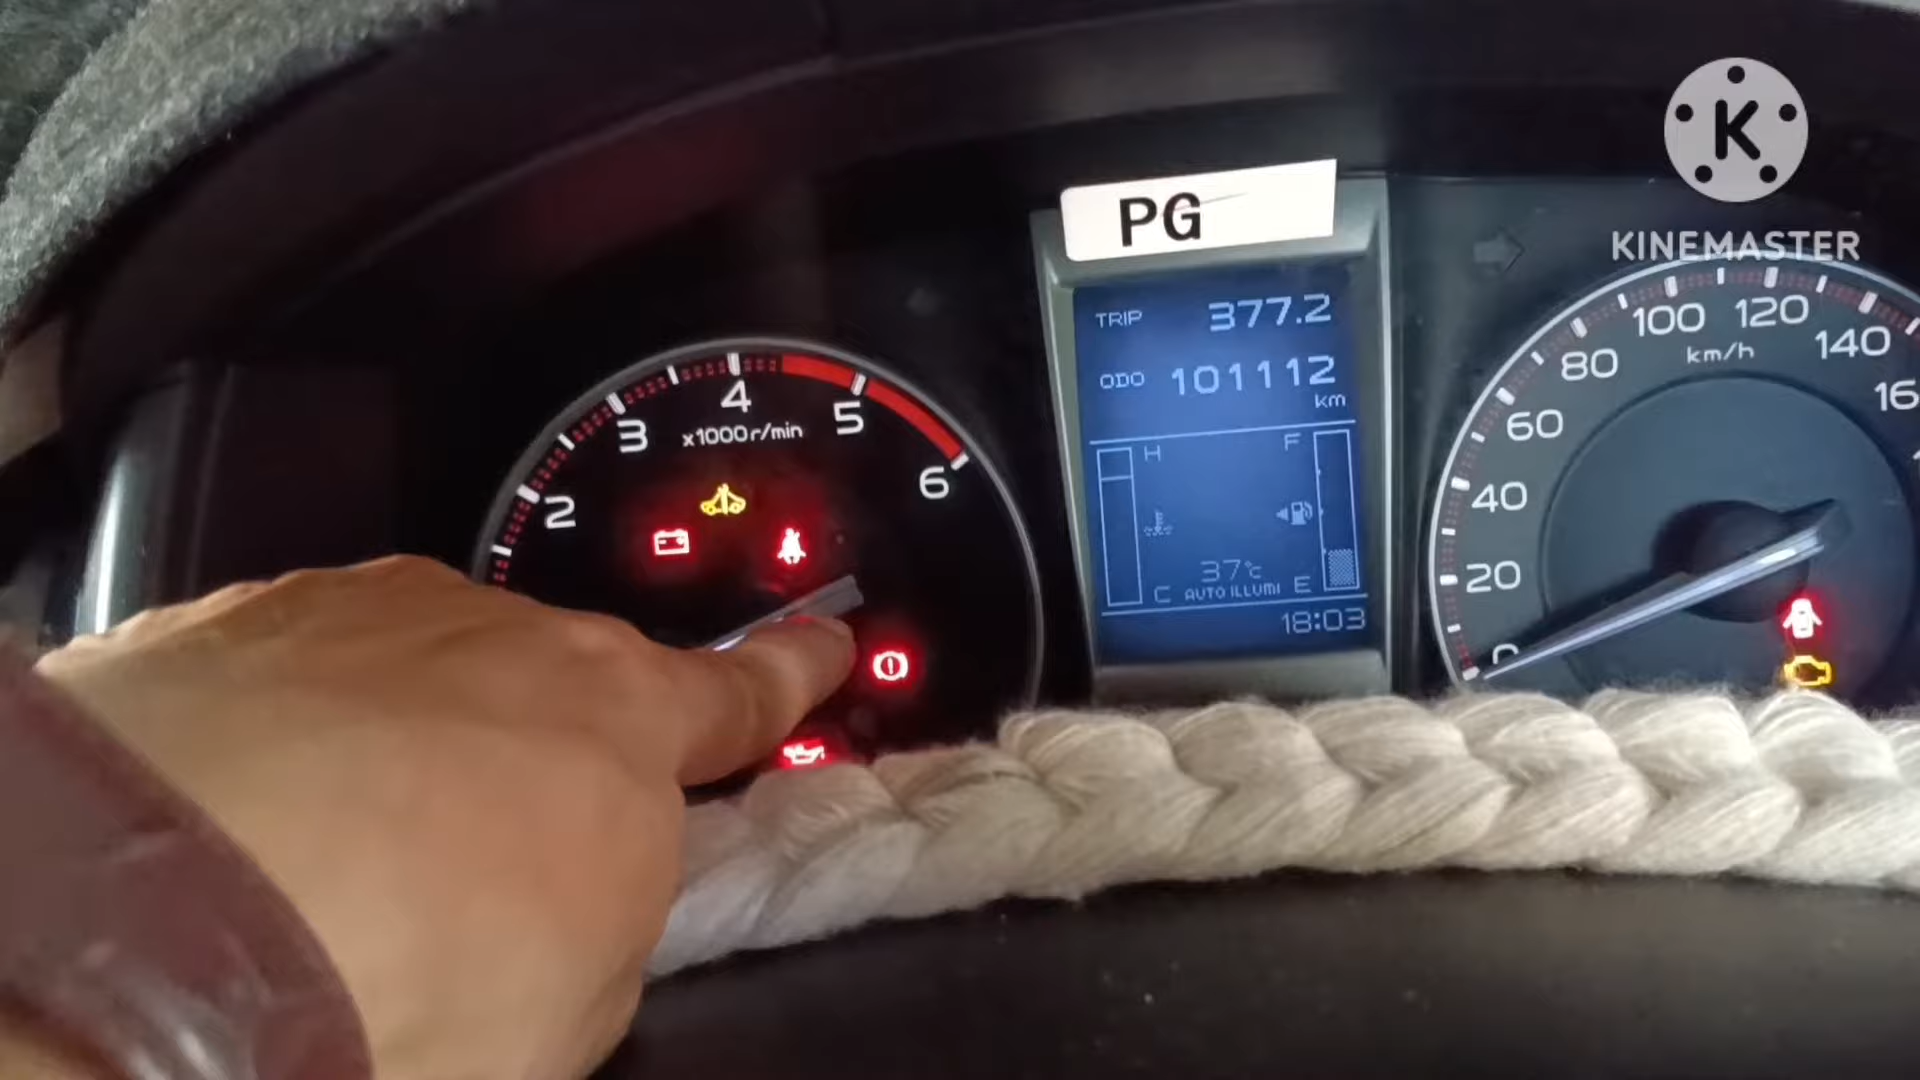 K
KINEMASTER
PG
TRIP 377.2
ODO 101112
km
H F
37°C
C AUTO ILLUMI E
18:03
2
3
4
5
6
x1000r/min
0
20
40
60
80
100
120
140
km/h